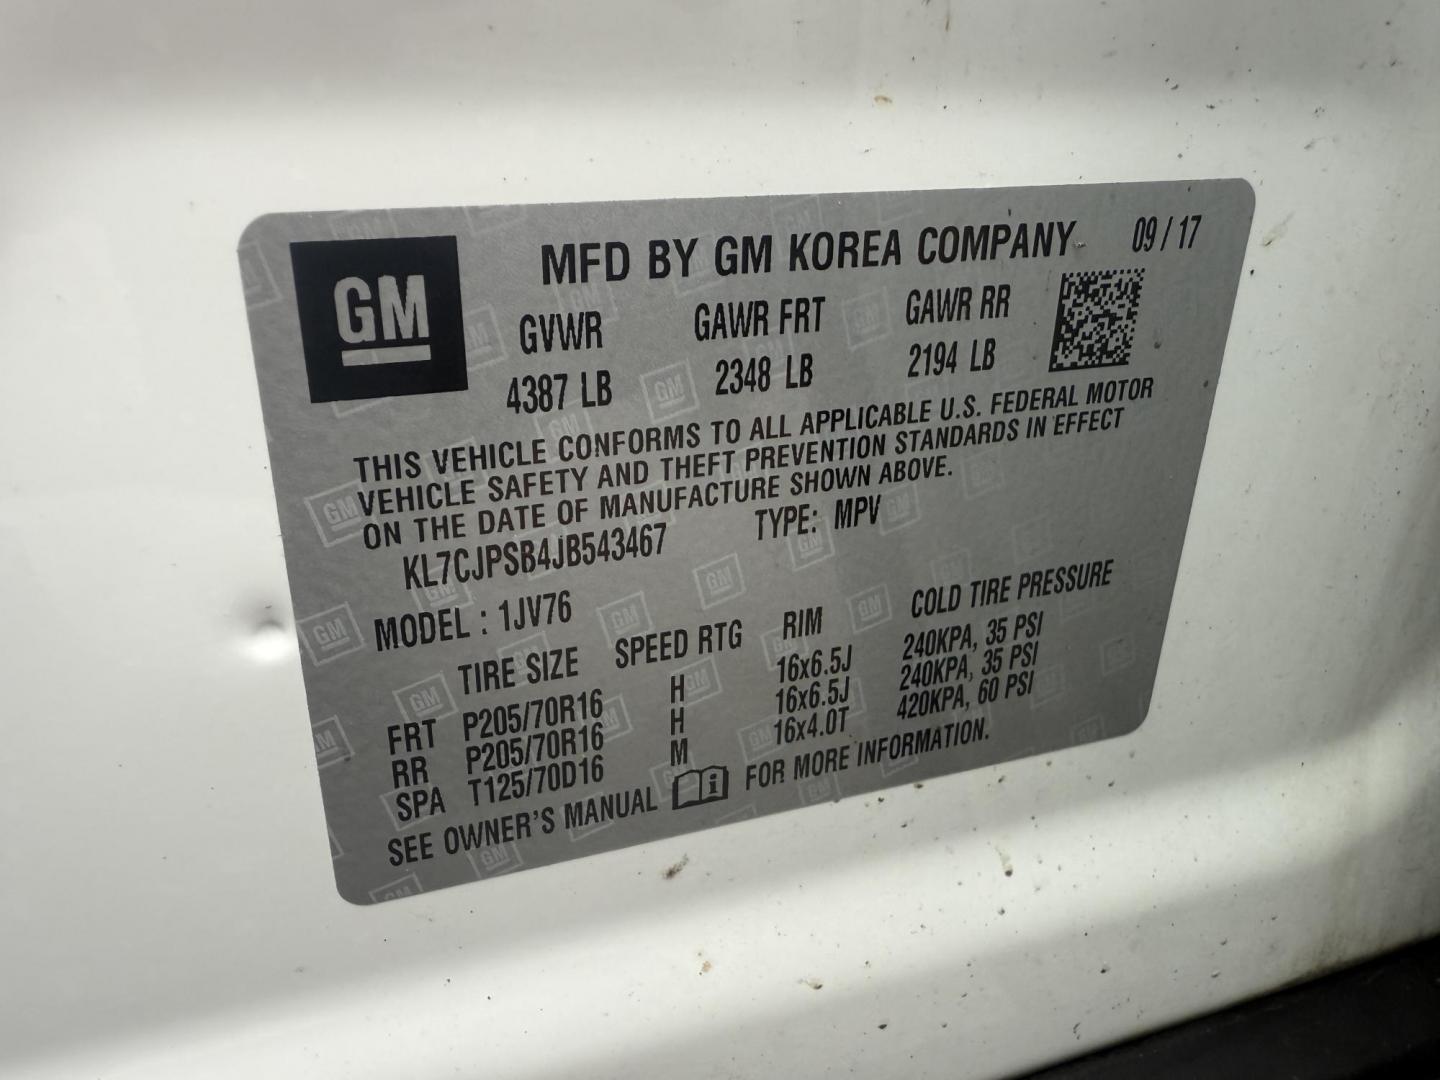 GM
MFD BY GM KOREA COMPANY 09/17
GVWR GAWR FRT GAWR RR
4387 LB 2348 LB 2194 LB
THIS VEHICLE CONFORMS TO ALL APPLICABLE U.S. FEDERAL MOTOR
VEHICLE SAFETY AND THEFT PREVENTION STANDARDS IN EFFECT
ON THE DATE OF MANUFACTURE SHOWN ABOVE.
KL7CJPSB4JB543467 TYPE: MPV
MODEL : 1JV76
TIRE SIZE SPEED RTG RIM COLD TIRE PRESSURE
FRT P205/70R16 H 16x6.5J 240KPA, 35 PSI
RR P205/70R16 H 16x6.5J 240KPA, 35 PSI
SPA T125/70D16 M 16x4.0T 420KPA, 60 PSI
SEE OWNER'S MANUAL i FOR MORE INFORMATION.